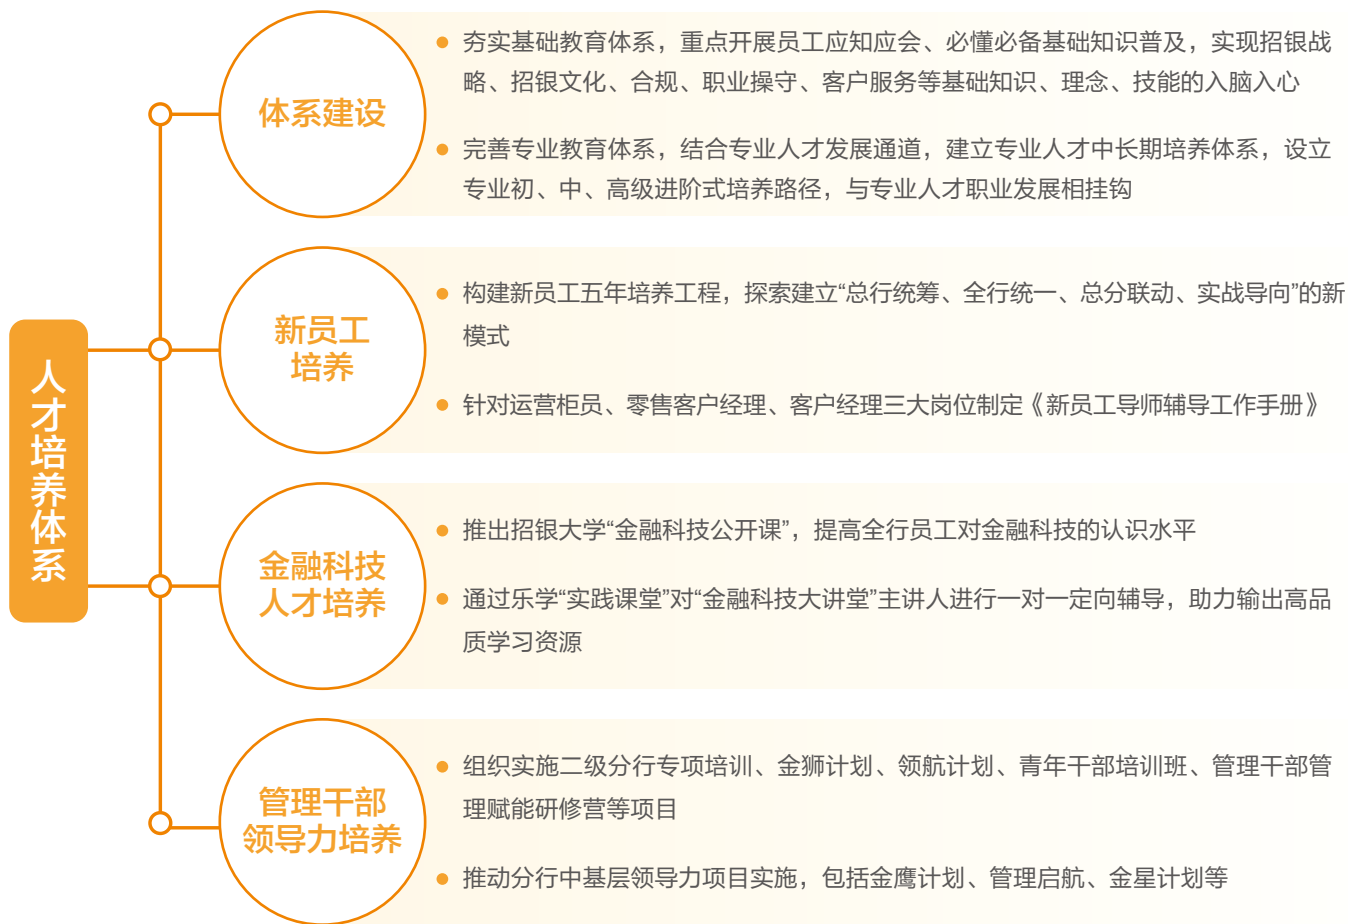 人才培养体系
体系建设
夯实基础教育体系，重点开展员工应知应会、必懂必备基础知识普及，实现招银战
略、招银文化、合规、职业操守、客户服务等基础知识、理念、技能的入脑入心
完善专业教育体系，结合专业人才发展通道，建立专业人才中长期培养体系，设立
专业初、中、高级进阶式培养路径，与专业人才职业发展相挂钩
新员工
培养
构建新员工五年培养工程，探索建立“总行统筹、全行统一、总分联动、实战导向”的新
模式
针对运营柜员、零售客户经理、客户经理三大岗位制定《新员工导师辅导工作手册》
金融科技
人才培养
推出招银大学“金融科技公开课”，提高全行员工对金融科技的认识水平
通过乐学“实践课堂”对“金融科技大讲堂”主讲人进行一对一定向辅导，助力输出高品
质学习资源
管理干部
领导力培养
组织实施二级分行专项培训、金狮计划、领航计划、青年干部培训班、管理干部管
理赋能研修营等项目
推动分行中基层领导力项目实施，包括金鹰计划、管理启航、金星计划等